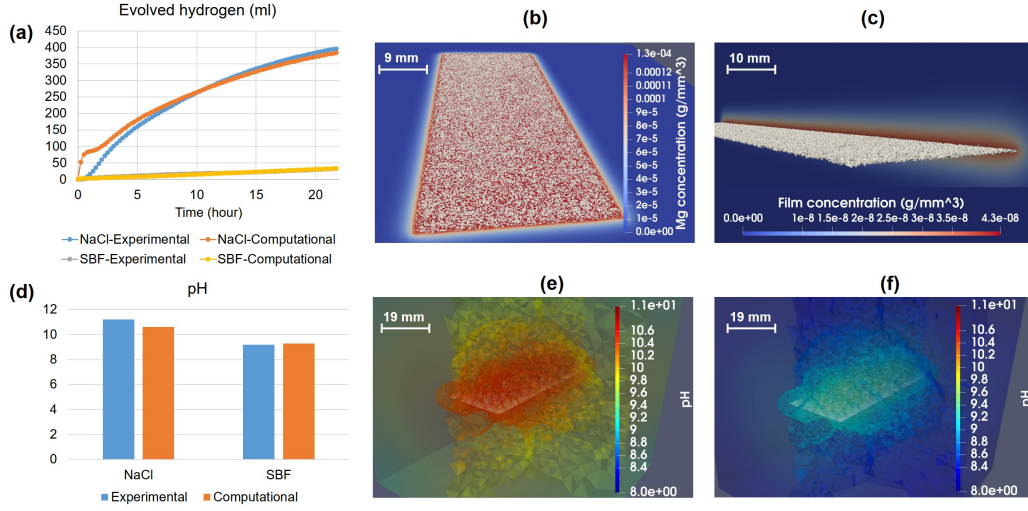 (a)
Evolved hydrogen (ml)
450
400
350
300
250
200
150
100
50
0
0
5
10
15
20
Time (hour)
NaCl-Experimental
NaCl-Computational
SBF-Experimental
SBF-Computational
(b)
9 mm
1.3e-04
0.00012
0.00011
0.0001
9e-5
8e-5
7e-5
6e-5
5e-5
4e-5
3e-5
2e-5
1e-5
0.0e+00
Mg concentration (g/mm^3)
(c)
10 mm
Film concentration (g/mm^3)
0.0e+00
1e-8
1.5e-8
2e-8
2.5e-8
3e-8
3.5e-8
4.3e-08
(d)
pH
12
10
8
6
4
2
0
NaCl
SBF
Experimental
Computational
(e)
19 mm
1.1e+01
10.6
10.4
10.2
10
9.8
9.6
9.4
9.2
9
8.8
8.6
8.4
8.0e+00
pH
(f)
19 mm
1.1e+01
10.6
10.4
10.2
10
9.8
9.6
9.4
9.2
9
8.8
8.6
8.4
8.0e+00
pH